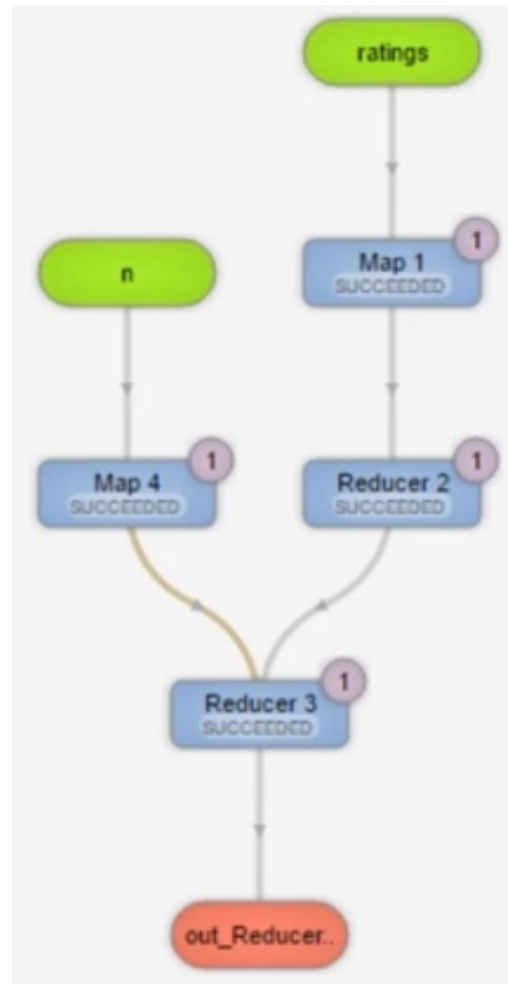 ratings
1
Map 1
SUCCEEDED
n
1
Map 4
SUCCEEDED
1
Reducer 2
SUCCEEDED
1
Reducer 3
SUCCEEDED
out_Reducer..